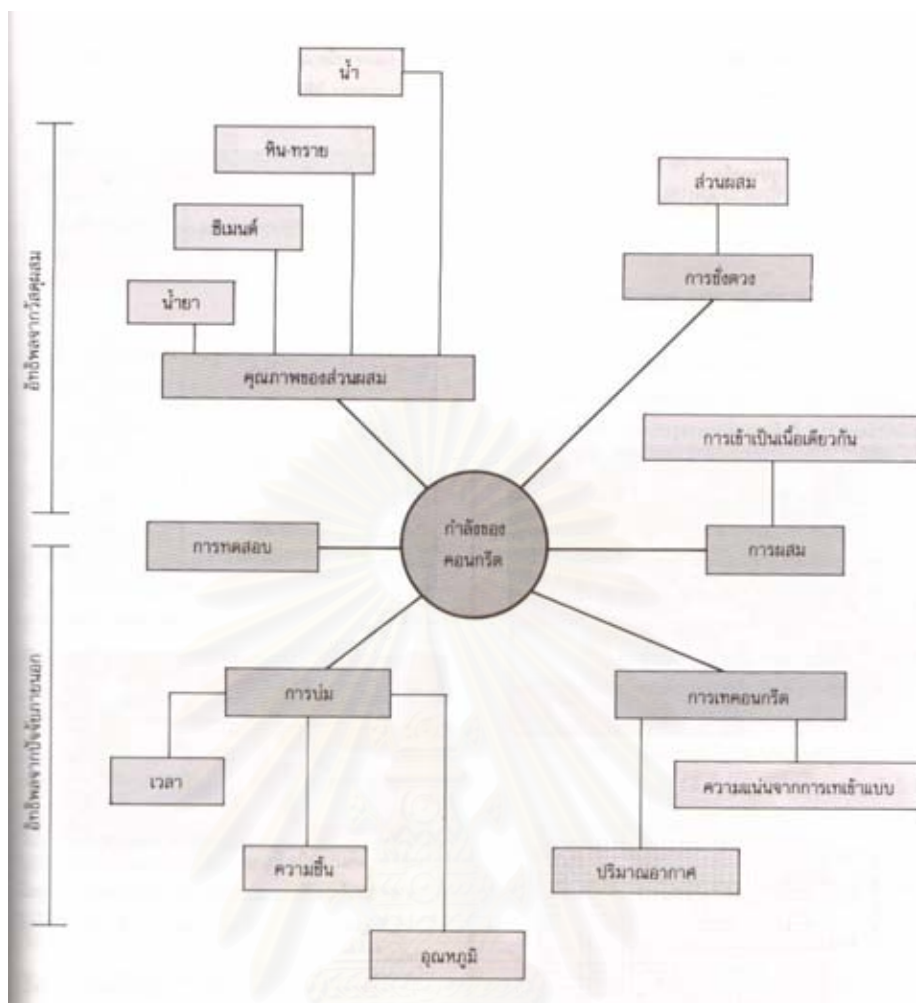 น้ำ
หิน-ทราย
ส่วนผสม
ซีเมนต์
การชั่งตวง
น้ำยา
อิทธิพลจากวัสดุผสม
คุณภาพของส่วนผสม
การเข้าเป็นเนื้อเดียวกัน
กำลังของ
คอนกรีต
การทดสอบ
การผสม
อิทธิพลจากปัจจัยภายนอก
การบ่ม
การเทคอนกรีต
เวลา
ความแน่นจากการเทเข้าแบบ
ความชื้น
ปริมาณอากาศ
อุณหภูมิ